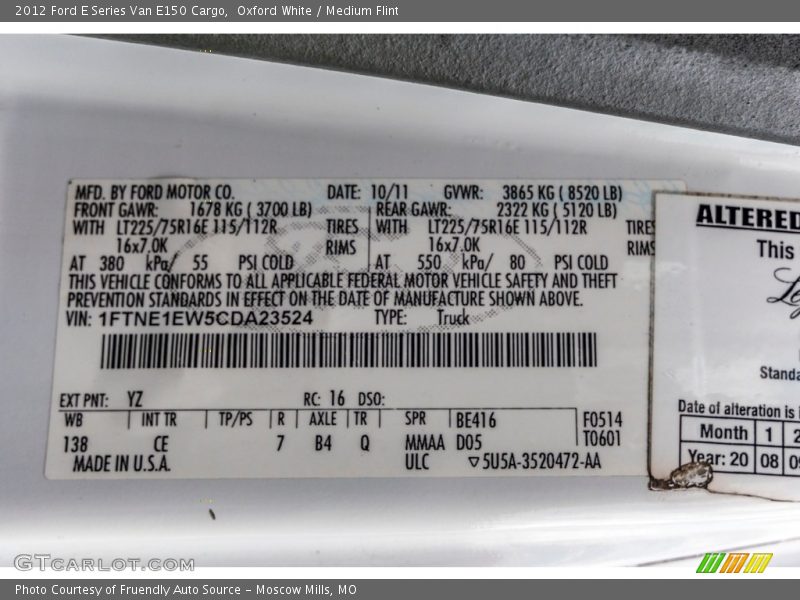 2012 Ford E Series Van E150 Cargo,  Oxford White / Medium Flint
MFD. BY FORD MOTOR CO. DATE: 10/11 GVWR: 3865 KG ( 8520 LB)
FRONT GAWR: 1678 KG ( 3700 LB) REAR GAWR: 2322 KG ( 5120 LB)
WITH LT225/75R16E 115/112R TIRES WITH LT225/75R16E 115/112R TIRES
16x7.0K RIMS 16x7.0K RIMS
AT 380 kPa/ 55 PSI COLD AT 550 kPa/ 80 PSI COLD
THIS VEHICLE CONFORMS TO ALL APPLICABLE FEDERAL MOTOR VEHICLE SAFETY AND THEFT
PREVENTION STANDARDS IN EFFECT ON THE DATE OF MANUFACTURE SHOWN ABOVE.
VIN: 1FTNE1EW5CDA23524 TYPE: Truck
EXT PNT: YZ RC: 16 DSO:
WB INT TR TP/PS R AXLE TR SPR BE416 F0514
138 CE 7 B4 Q MMAA D05 T0601
MADE IN U.S.A. ULC ▽5U5A-3520472-AA
ALTERED
This
Standa
Date of alteration is
Month 1 2
Year: 20 08 09
GTCARLOT.COM
Photo Courtesy of Fruendly Auto Source – Moscow Mills, MO